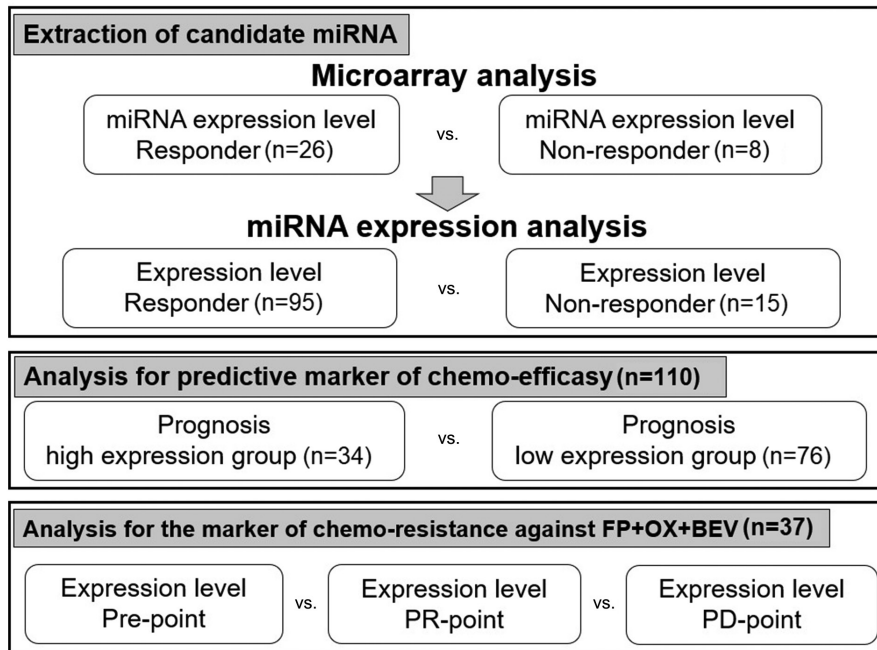 Extraction of candidate miRNA
Microarray analysis
miRNA expression level
Responder (n=26)
vs.
miRNA expression level
Non-responder (n=8)
miRNA expression analysis
Expression level
Responder (n=95)
vs.
Expression level
Non-responder (n=15)
Analysis for predictive marker of chemo-efficasy (n=110)
Prognosis
high expression group (n=34)
vs.
Prognosis
low expression group (n=76)
Analysis for the marker of chemo-resistance against FP+OX+BEV (n=37)
Expression level
Pre-point
vs.
Expression level
PR-point
vs.
Expression level
PD-point